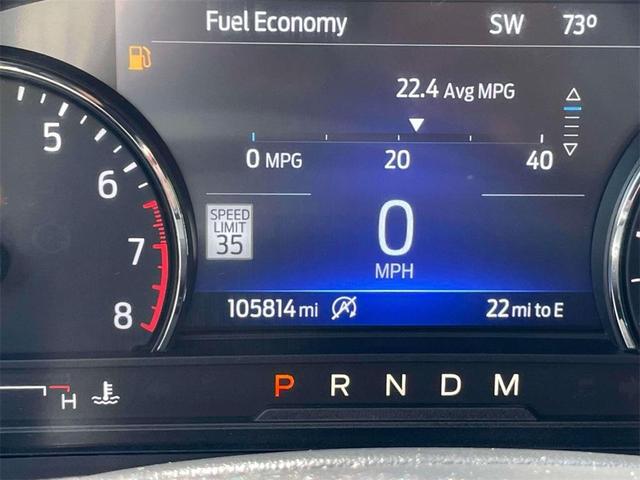 Fuel Economy SW 73°
22.4 Avg MPG
0 MPG 20 40
5
6
7
8
SPEED
LIMIT
35
0
MPH
105814 mi 22 mi to E
H
P R N D M